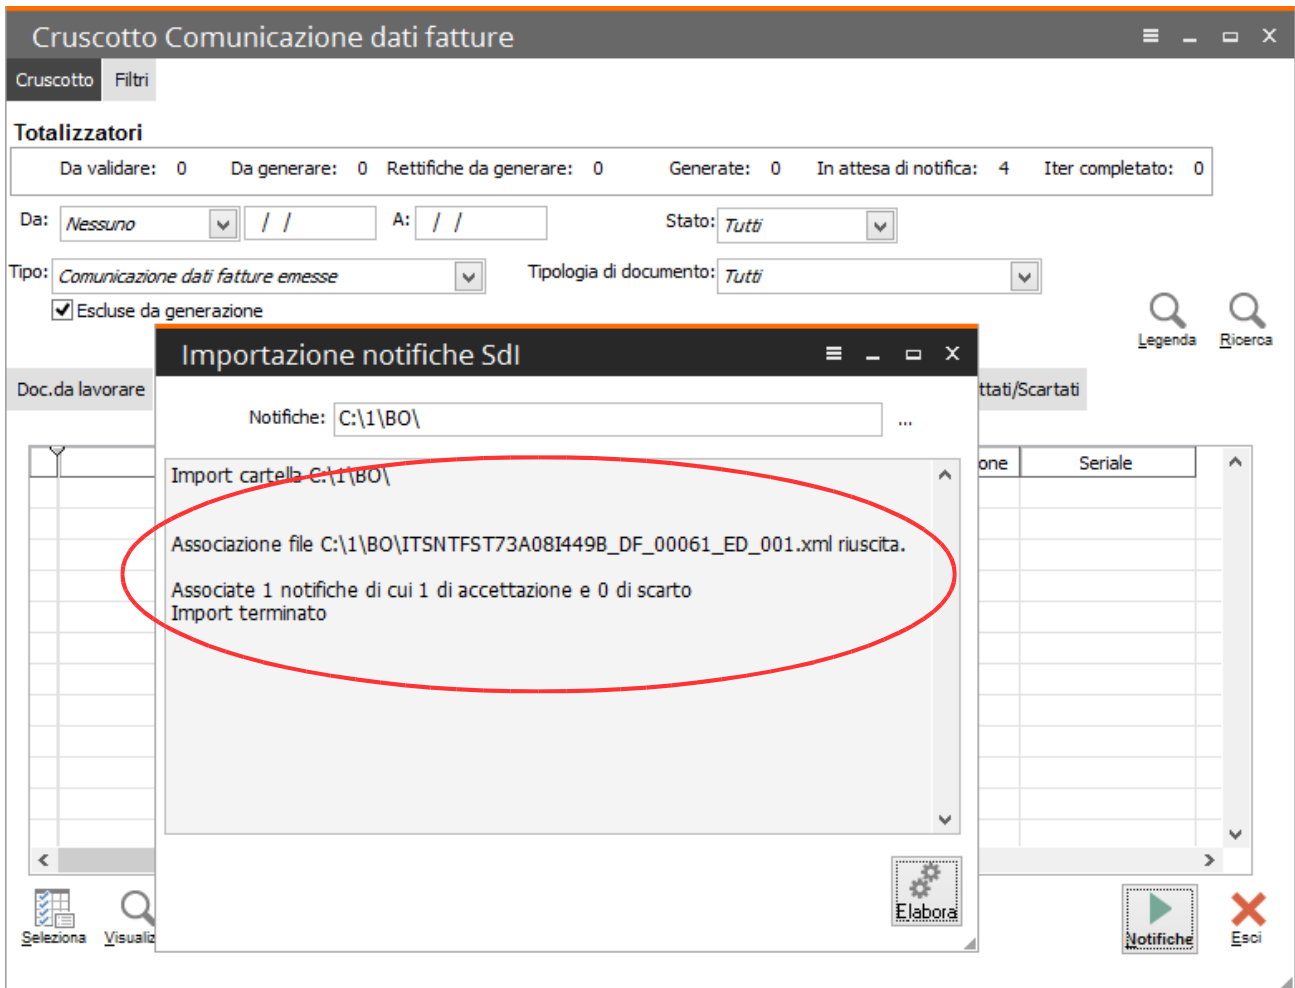 Cruscotto Comunicazione dati fatture
Cruscotto Filtri
Totalizzatori
Da validare: 0 Da generare: 0 Rettifiche da generare: 0 Generate: 0 In attesa di notifica: 4 Iter completato: 0
Da: Nessuno / / A: / / Stato: Tutti
Tipo: Comunicazione dati fatture emesse Tipologia di documento: Tutti
Escluse da generazione
Legenda Ricerca
Importazione notifiche SdI
Doc.da lavorare ttati/Scartati
Notifiche: C:\1\BO\ ...
one Seriale
Import cartella C:\1\BO\
Associazione file C:\1\BO\ITSNTFST73A08I449B_DF_00061_ED_001.xml riuscita.
Associate 1 notifiche di cui 1 di accettazione e 0 di scarto
Import terminato
Elabora
Seleziona Visualiz Notifiche Esci